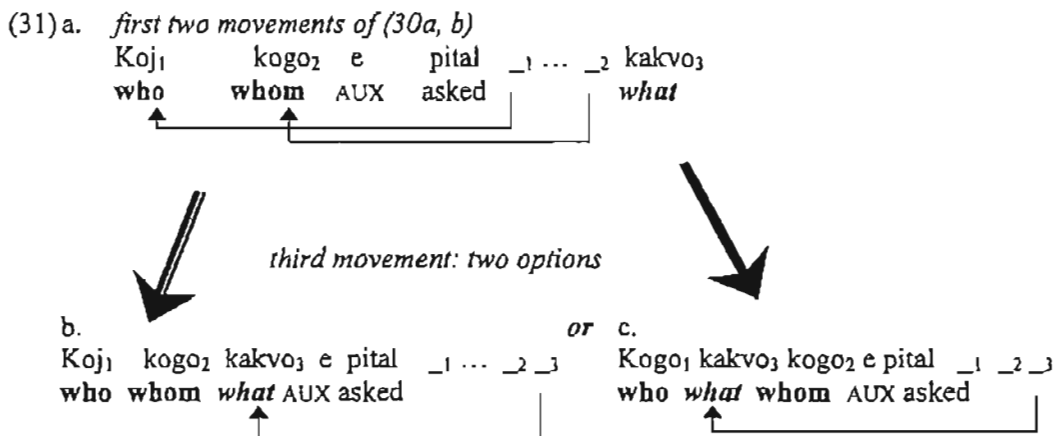 (31) a. first two movements of (30a, b)
Koj₁ kogo₂ e pital _₁ ... _₂ kakvo₃
who whom AUX asked what
third movement: two options
b. or c.
Koj₁ kogo₂ kakvo₃ e pital _₁ ... _₂ _₃ Kogo₁ kakvo₃ kogo₂ e pital _₁ _₂ _₃
who whom what AUX asked who what whom AUX asked